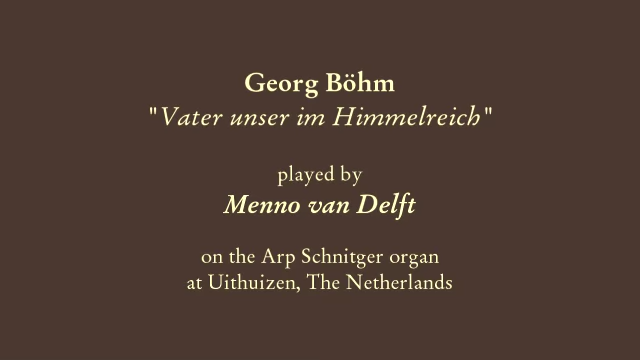 Georg Böhm
"Vater unser im Himmelreich"
played by
Menno van Delft
on the Arp Schnitger organ
at Uithuizen, The Netherlands